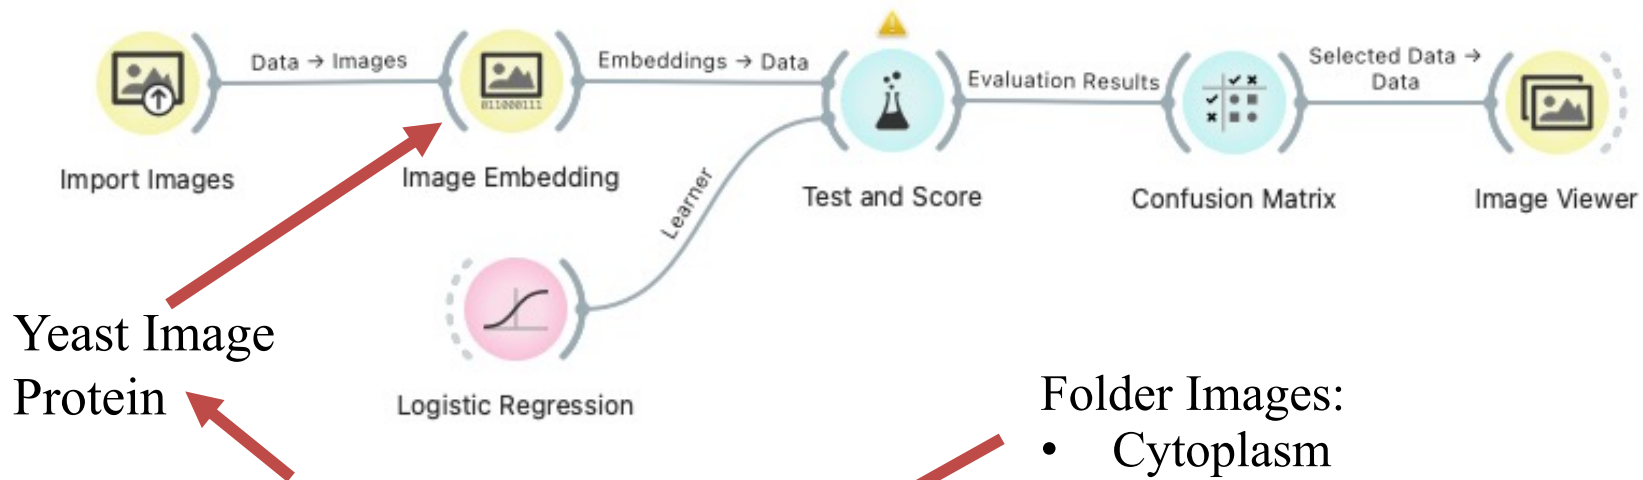 Data → Images
Embeddings → Data
Evaluation Results
Selected Data →
Data
011000111
Import Images
Image Embedding
Test and Score
Confusion Matrix
Image Viewer
Learner
Logistic Regression
Yeast Image
Protein
Folder Images:
• Cytoplasm